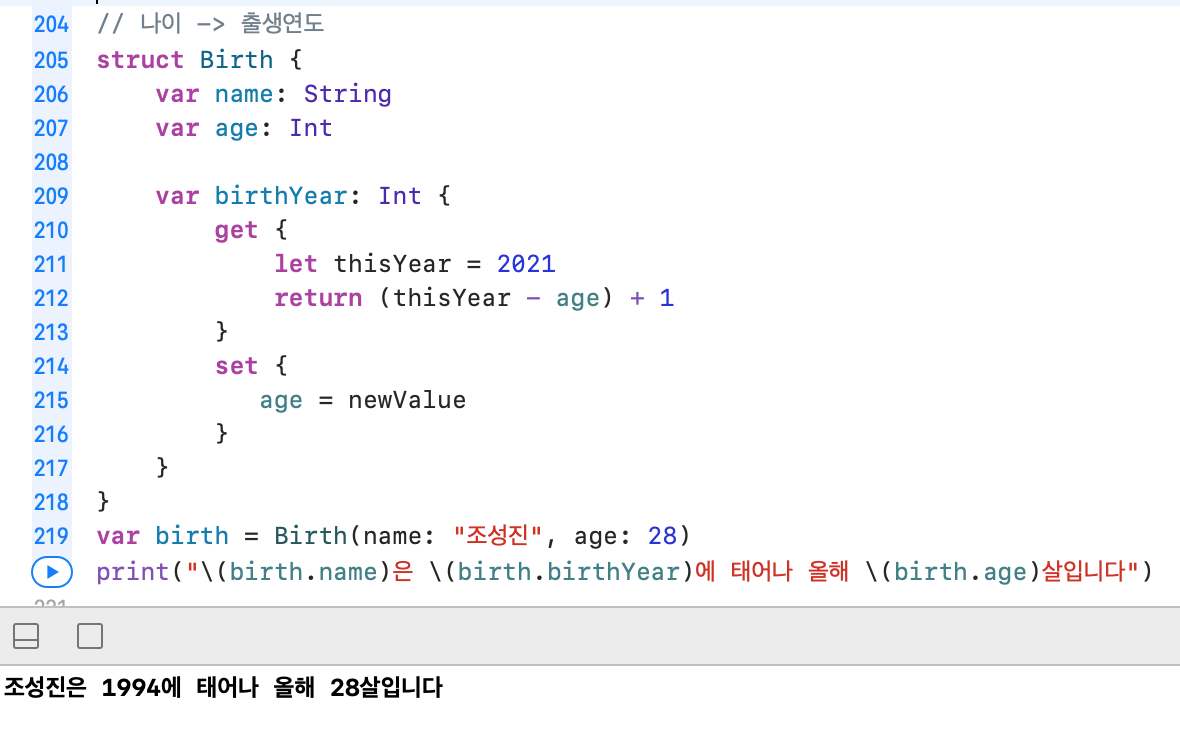 204 // 나이 -> 출생연도
205 struct Birth {
206     var name: String
207     var age: Int
208
209     var birthYear: Int {
210         get {
211             let thisYear = 2021
212             return (thisYear - age) + 1
213         }
214         set {
215            age = newValue
216         }
217     }
218 }
219 var birth = Birth(name: "조성진", age: 28)
print("\(birth.name)은 \(birth.birthYear)에 태어나 올해 \(birth.age)살입니다")
221
조성진은 1994에 태어나 올해 28살입니다